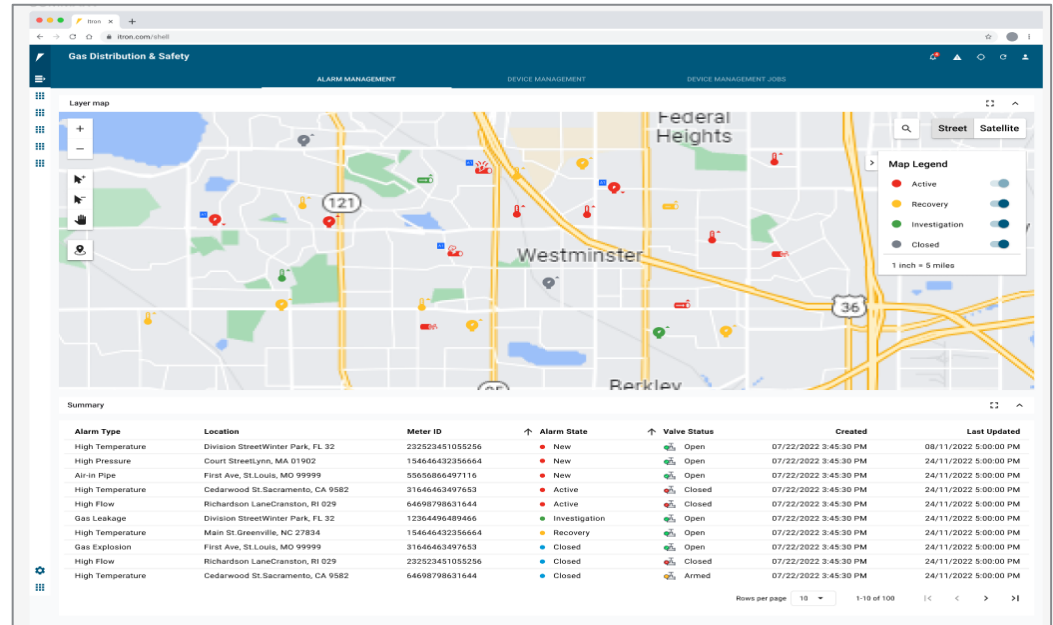 Itron
itron.com/shell
Gas Distribution & Safety
ALARM MANAGEMENT DEVICE MANAGEMENT DEVICE MANAGEMENT JOBS
Layer map
Federal
Heights
Street Satellite
Map Legend
Active
Recovery
Investigation
Closed
1 inch = 5 miles
121
Westminster
36
Berkley
Summary
Alarm Type Location Meter ID Alarm State Valve Status Created Last Updated
High Temperature Division StreetWinter Park, FL 32 232523451055256 New Open 07/22/2022 3:45:30 PM 08/11/2022 5:00:00 PM
High Pressure Court StreetLynn, MA 01902 154646432356664 New Open 07/22/2022 3:45:30 PM 24/11/2022 5:00:00 PM
Air-in Pipe First Ave, St.Louis, MO 99999 55656866497116 New Open 07/22/2022 3:45:30 PM 24/11/2022 5:00:00 PM
High Temperature Cedarwood St.Sacramento, CA 9582 31646463497653 Active Closed 07/22/2022 3:45:30 PM 24/11/2022 5:00:00 PM
High Flow Richardson LaneCranston, RI 029 64698798631644 Active Closed 07/22/2022 3:45:30 PM 24/11/2022 5:00:00 PM
Gas Leakage Division StreetWinter Park, FL 32 12364496489466 Investigation Open 07/22/2022 3:45:30 PM 24/11/2022 5:00:00 PM
High Temperature Main St.Greenville, NC 27834 154646432356664 Recovery Open 07/22/2022 3:45:30 PM 24/11/2022 5:00:00 PM
Gas Explosion First Ave, St.Louis, MO 99999 31646463497653 Closed Open 07/22/2022 3:45:30 PM 24/11/2022 5:00:00 PM
High Flow Richardson LaneCranston, RI 029 232523451055256 Closed Closed 07/22/2022 3:45:30 PM 24/11/2022 5:00:00 PM
High Temperature Cedarwood St.Sacramento, CA 9582 64698798631644 Closed Armed 07/22/2022 3:45:30 PM 24/11/2022 5:00:00 PM
Rows per page 10 1-10 of 100